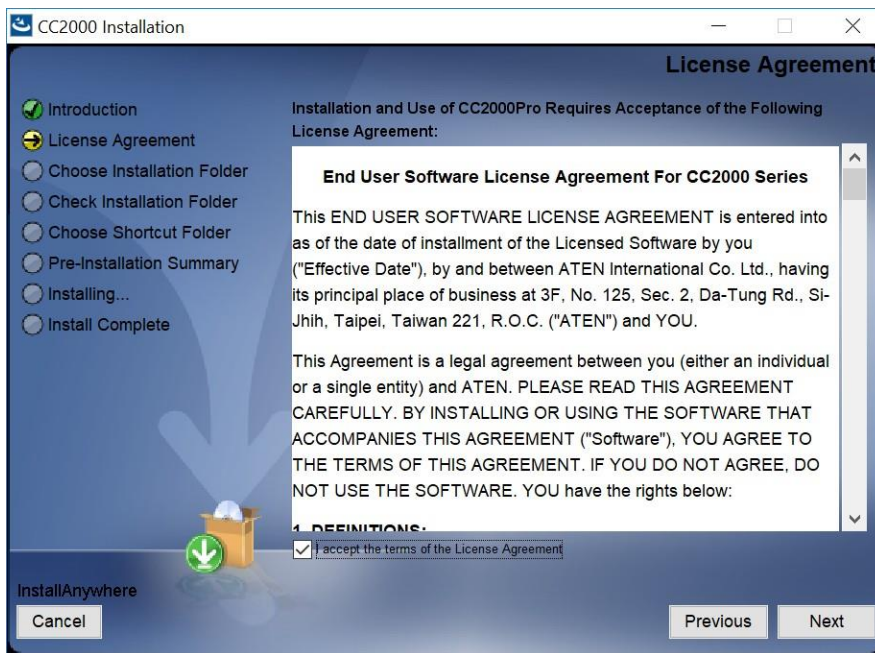 CC2000 Installation
License Agreement
Introduction
License Agreement
Choose Installation Folder
Check Installation Folder
Choose Shortcut Folder
Pre-Installation Summary
Installing...
Install Complete
Installation and Use of CC2000Pro Requires Acceptance of the Following
License Agreement:
End User Software License Agreement For CC2000 Series
This END USER SOFTWARE LICENSE AGREEMENT is entered into
as of the date of installment of the Licensed Software by you
("Effective Date"), by and between ATEN International Co. Ltd., having
its principal place of business at 3F, No. 125, Sec. 2, Da-Tung Rd., Si-
Jhih, Taipei, Taiwan 221, R.O.C. ("ATEN") and YOU.
This Agreement is a legal agreement between you (either an individual
or a single entity) and ATEN. PLEASE READ THIS AGREEMENT
CAREFULLY. BY INSTALLING OR USING THE SOFTWARE THAT
ACCOMPANIES THIS AGREEMENT ("Software"), YOU AGREE TO
THE TERMS OF THIS AGREEMENT. IF YOU DO NOT AGREE, DO
NOT USE THE SOFTWARE. YOU have the rights below:
1. DEFINITIONS:
I accept the terms of the License Agreement
InstallAnywhere
Cancel
Previous
Next